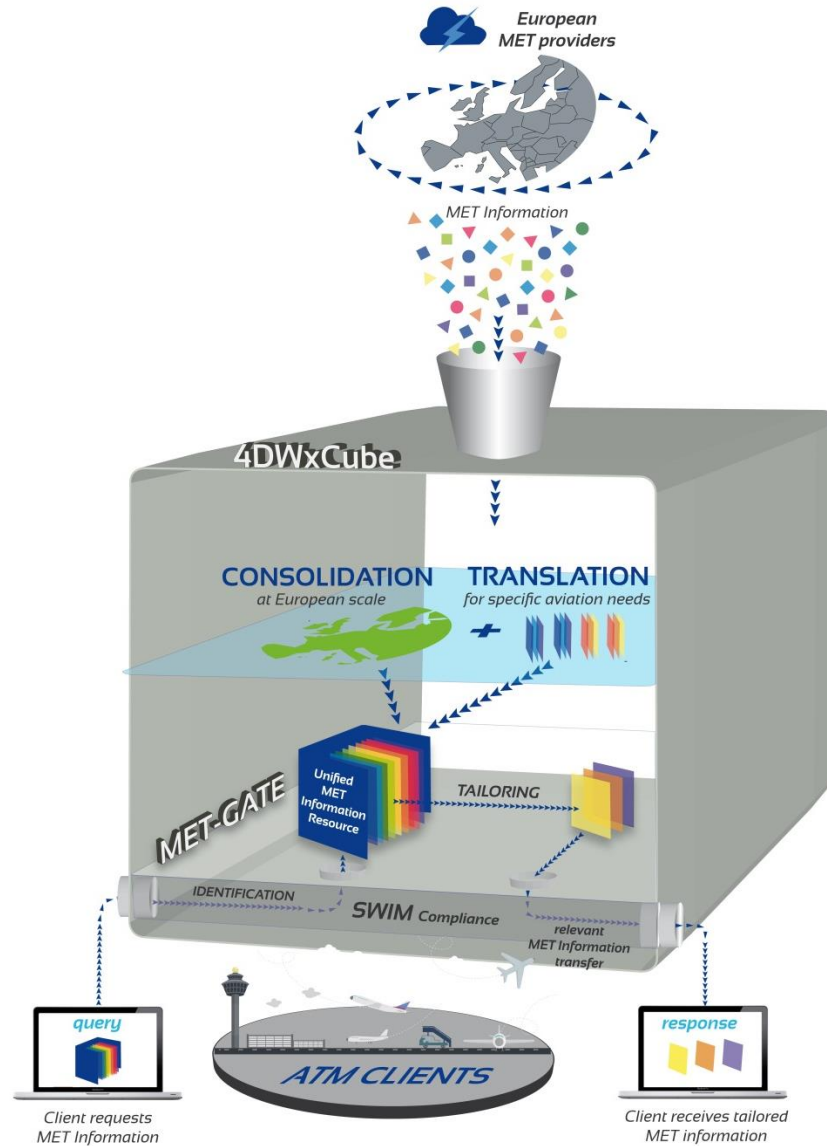 European
MET providers
MET Information
4DWxCube
CONSOLIDATION
at European scale
TRANSLATION
for specific aviation needs
+
Unified
MET
Information
Resource
TAILORING
MET-GATE
IDENTIFICATION
SWIM Compliance
relevant
MET Information
transfer
query
response
ATM CLIENTS
Client requests
MET Information
Client receives tailored
MET information